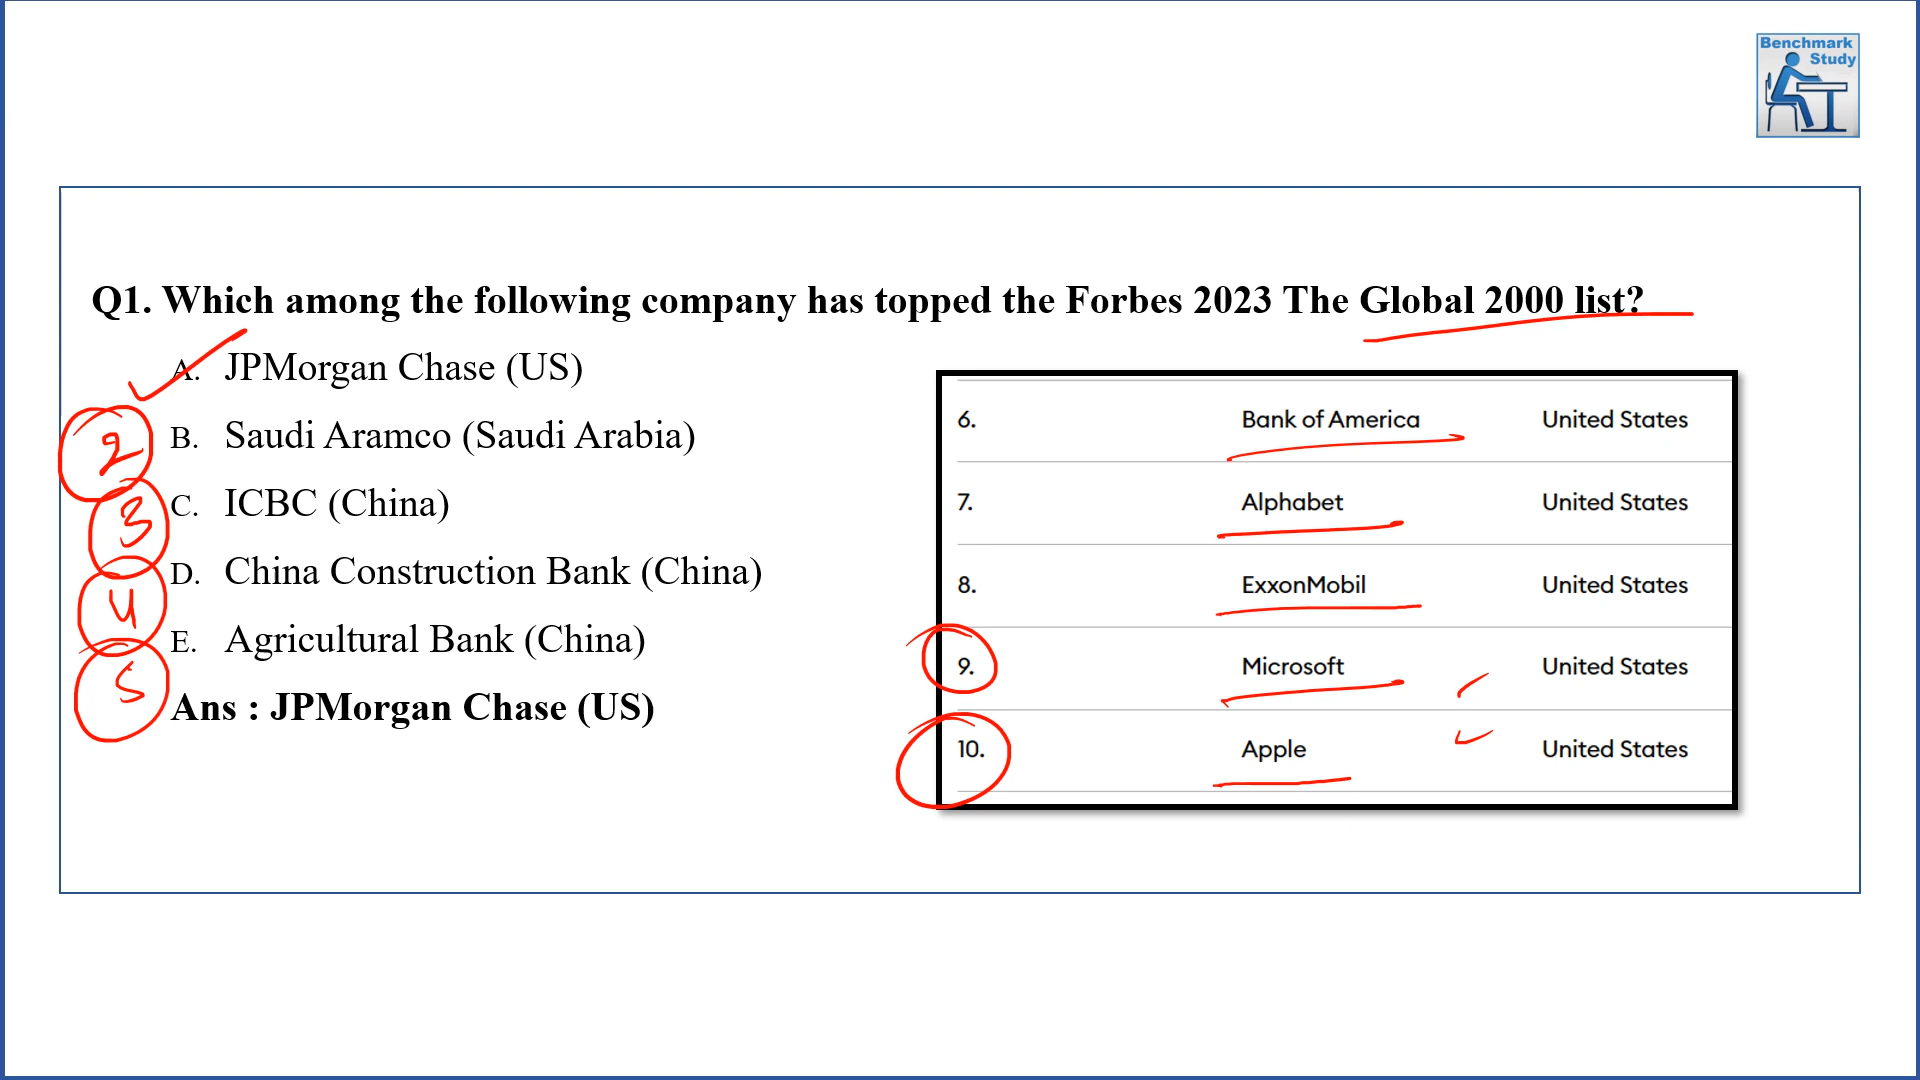 Benchmark
Study
Q1. Which among the following company has topped the Forbes 2023 The Global 2000 list?
A. JPMorgan Chase (US)
2 B. Saudi Aramco (Saudi Arabia)
3 C. ICBC (China)
4 D. China Construction Bank (China)
E. Agricultural Bank (China)
5
Ans : JPMorgan Chase (US)
6. Bank of America United States
7. Alphabet United States
8. ExxonMobil United States
9. Microsoft United States
10. Apple United States